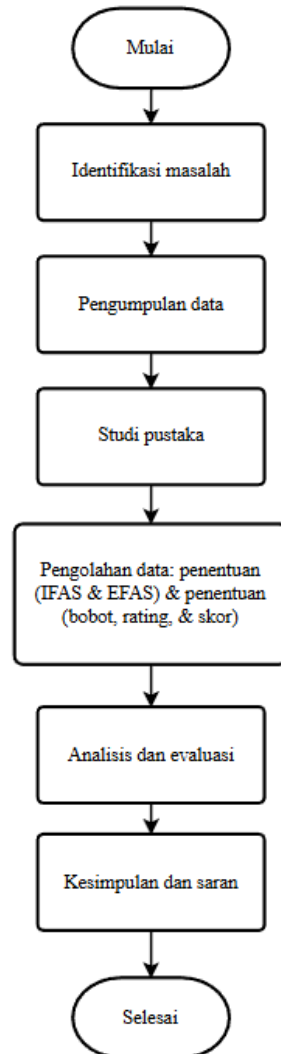 Mulai
Identifikasi masalah
Pengumpulan data
Studi pustaka
Pengolahan data: penentuan
(IFAS & EFAS) & penentuan
(bobot, rating, & skor)
Analisis dan evaluasi
Kesimpulan dan saran
Selesai